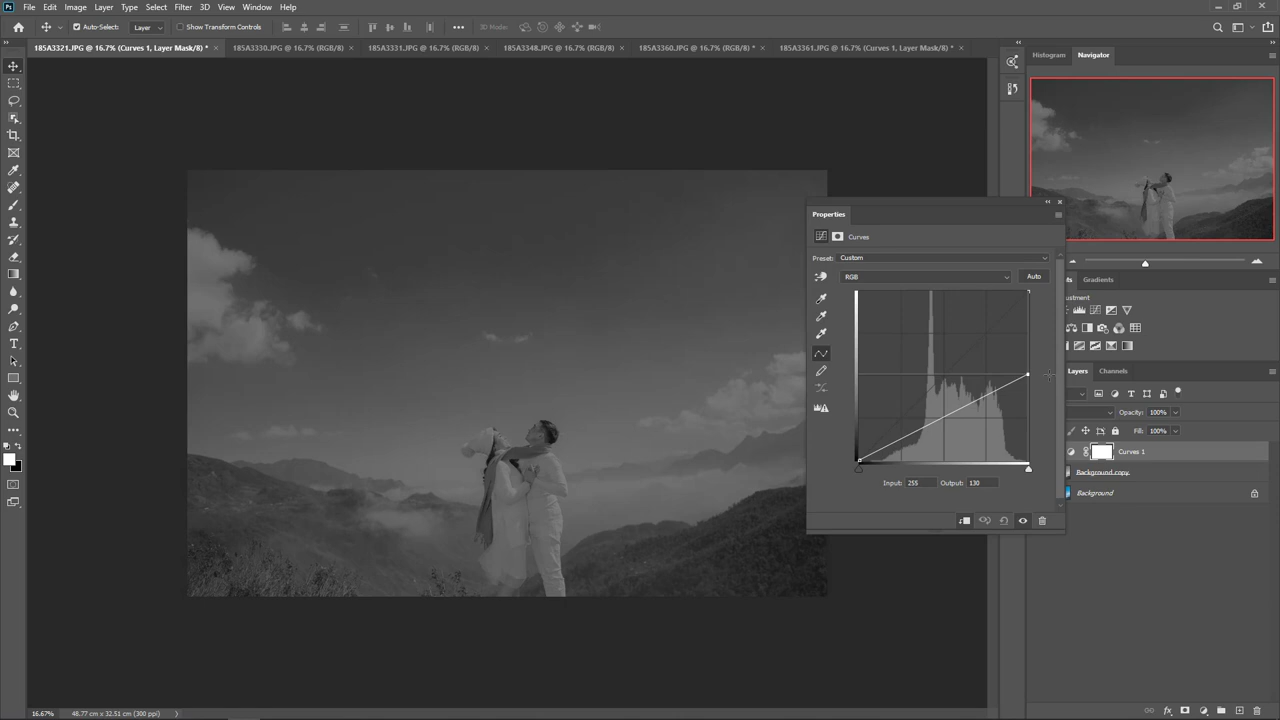 Ps File Edit Image Layer Type Select Filter 3D View Window Help
Auto-Select: Layer Show Transform Controls 3D Mode:
185A3321.JPG @ 16.7% (Curves 1, Layer Mask/8) * × 185A3330.JPG @ 16.7% (RGB/8) × 185A3331.JPG @ 16.7% (RGB/8) × 185A3348.JPG @ 16.7% (RGB/8) × 185A3360.JPG @ 16.7% (RGB/8) * × 185A3361.JPG @ 16.7% (Curves 1, Layer Mask/8) * ×
Histogram Navigator
Properties
Curves
Preset: Custom
RGB Auto
Input: 255 Output: 130
ts Gradients
ustment
Layers Channels
Opacity: 100%
Fill: 100%
Curves 1
Background copy
Background
16.67% 48.77 cm x 32.51 cm (300 ppi)
fx